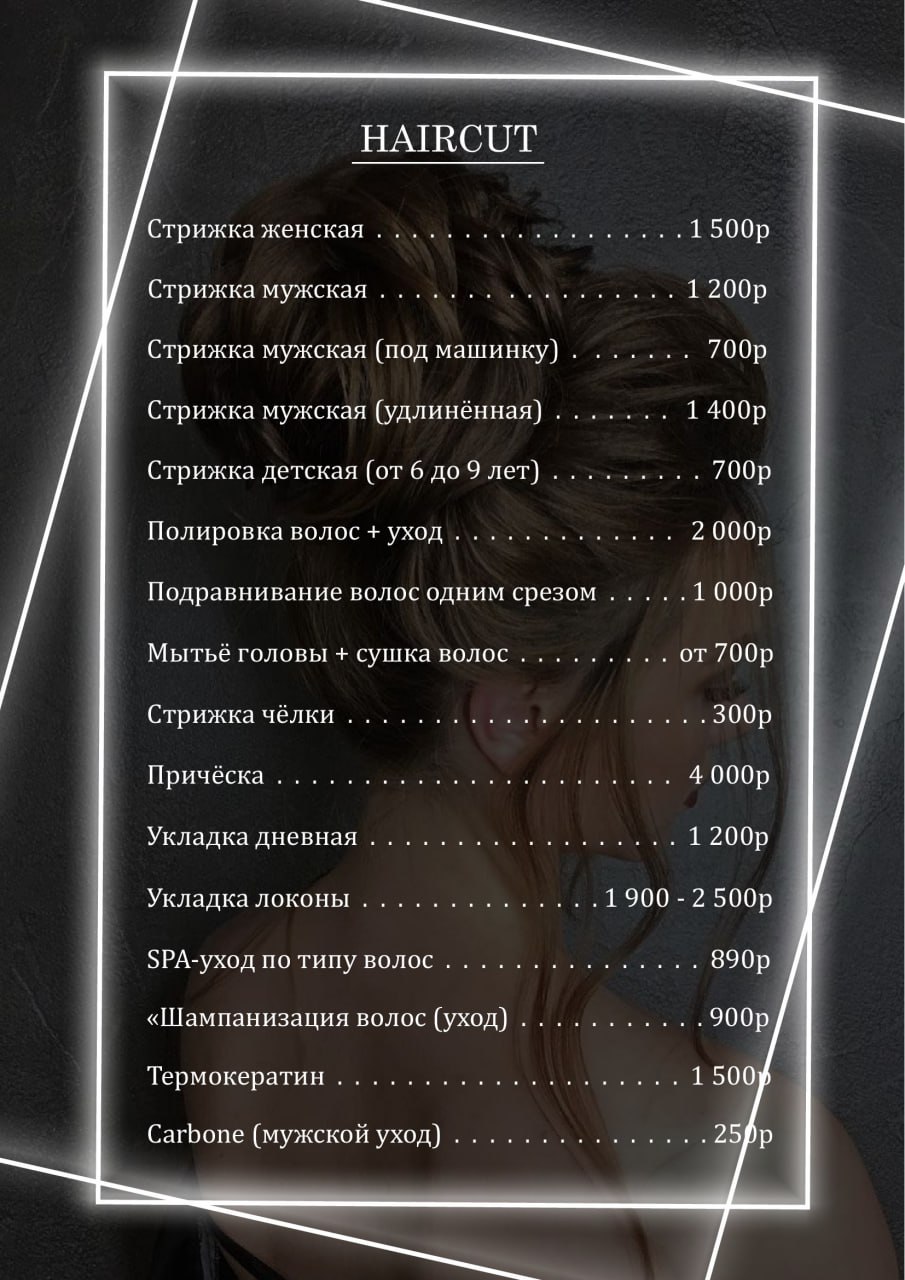 HAIRCUT
Стрижка женская . . . . . . . . . . . . . . . . . . . 1 500р
Стрижка мужская . . . . . . . . . . . . . . . . . . 1 200р
Стрижка мужская (под машинку) . . . . . . . 700р
Стрижка мужская (удлинённая) . . . . . . . 1 400р
Стрижка детская (от 6 до 9 лет) . . . . . . . . . 700р
Полировка волос + уход . . . . . . . . . . . . . 2 000р
Подравнивание волос одним срезом . . . . . 1 000р
Мытьё головы + сушка волос . . . . . . . . . от 700р
Стрижка чёлки . . . . . . . . . . . . . . . . . . . . . 300р
Причёска . . . . . . . . . . . . . . . . . . . . . . . 4 000р
Укладка дневная . . . . . . . . . . . . . . . . . . 1 200р
Укладка локоны . . . . . . . . . . . . . . 1 900 - 2 500р
SPA-уход по типу волос . . . . . . . . . . . . . . . 890р
«Шампанизация волос (уход) . . . . . . . . . . . 900р
Термокератин . . . . . . . . . . . . . . . . . . . . 1 500р
Carbone (мужской уход) . . . . . . . . . . . . . . . 250р